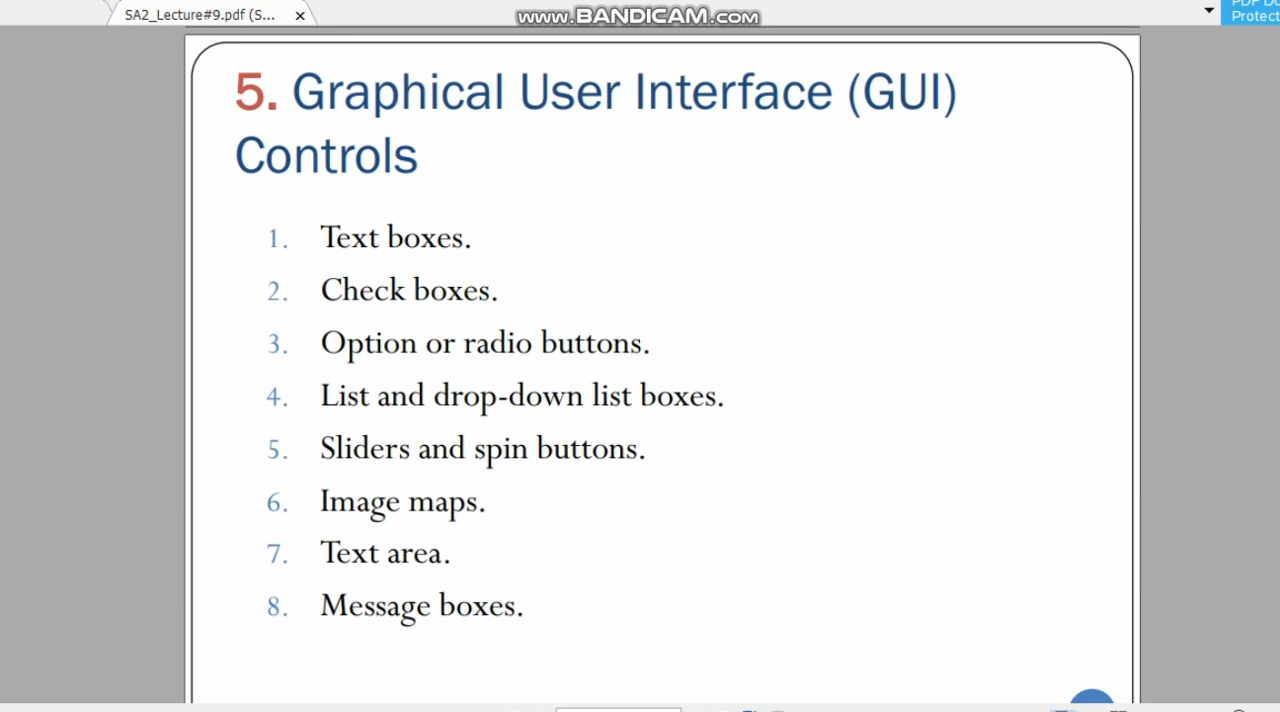 SA2_Lecture#9.pdf (S...
www.BANDICAM.com
Protect
5. Graphical User Interface (GUI)
Controls
1. Text boxes.
2. Check boxes.
3. Option or radio buttons.
4. List and drop-down list boxes.
5. Sliders and spin buttons.
6. Image maps.
7. Text area.
8. Message boxes.